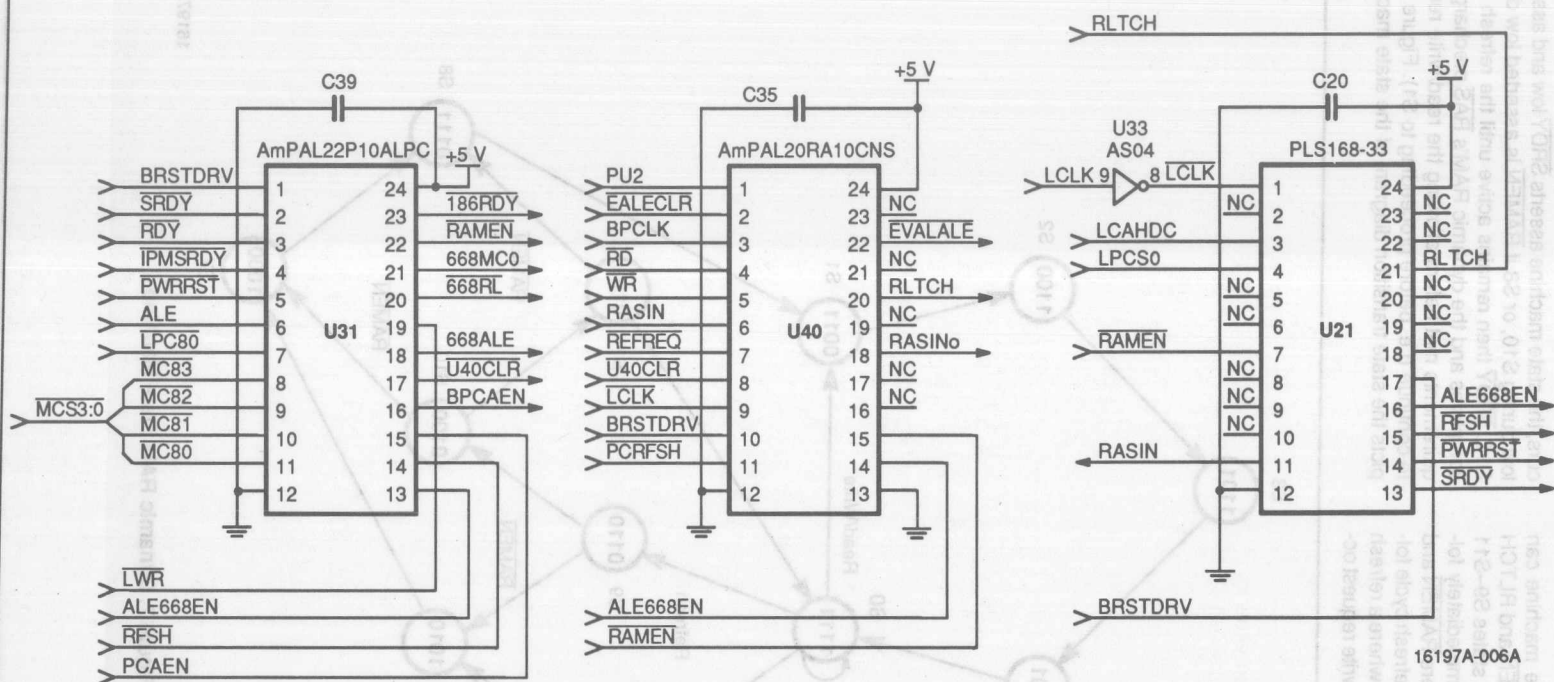 RLTCH
C39
C35
C20
+5 V
+5 V
+5 V
AmPAL22P10ALPC
AmPAL20RA10CNS
PLS168-33
U33
AS04
LCLK 9 8 LCLK
BRSTDRV 1
SRDY 2
RDY 3
IPMSRDY 4
PWRRST 5
ALE 6
LPC80 7
MC83 8
MC82 9
MC81 10
MC80 11
12
MCS3:0
U31
24
23 186RDY
22 RAMEN
21 668MC0
20 668RL
19
18 668ALE
17 U40CLR
16 BPCAEN
15
14
13
LWR
ALE668EN
RFSH
PCAEN
PU2 1
EALECLR 2
BPCLK 3
RD 4
WR 5
RASIN 6
REFREQ 7
U40CLR 8
LCLK 9
BRSTDRV 10
PCRFSH 11
12
U40
24
23 NC
22 EVALALE
21 NC
20 RLTCH
19 NC
18 RASINo
17 NC
16 NC
15
14
13
ALE668EN
RAMEN
1
NC 2
LCAHDC 3
LPCS0 4
NC 5
NC 6
RAMEN 7
NC 8
NC 9
NC 10
RASIN 11
12
U21
24
23 NC
22 NC
21 RLTCH
20 NC
19 NC
18 NC
17
16 ALE668EN
15 RFSH
14 PWRRST
13 SRDY
BRSTDRV
16197A-006A